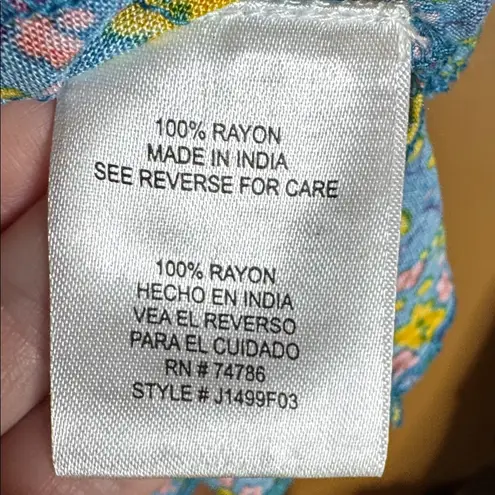 100% RAYON
MADE IN INDIA
SEE REVERSE FOR CARE
100% RAYON
HECHO EN INDIA
VEA EL REVERSO
PARA EL CUIDADO
RN # 74786
STYLE # J1499F03